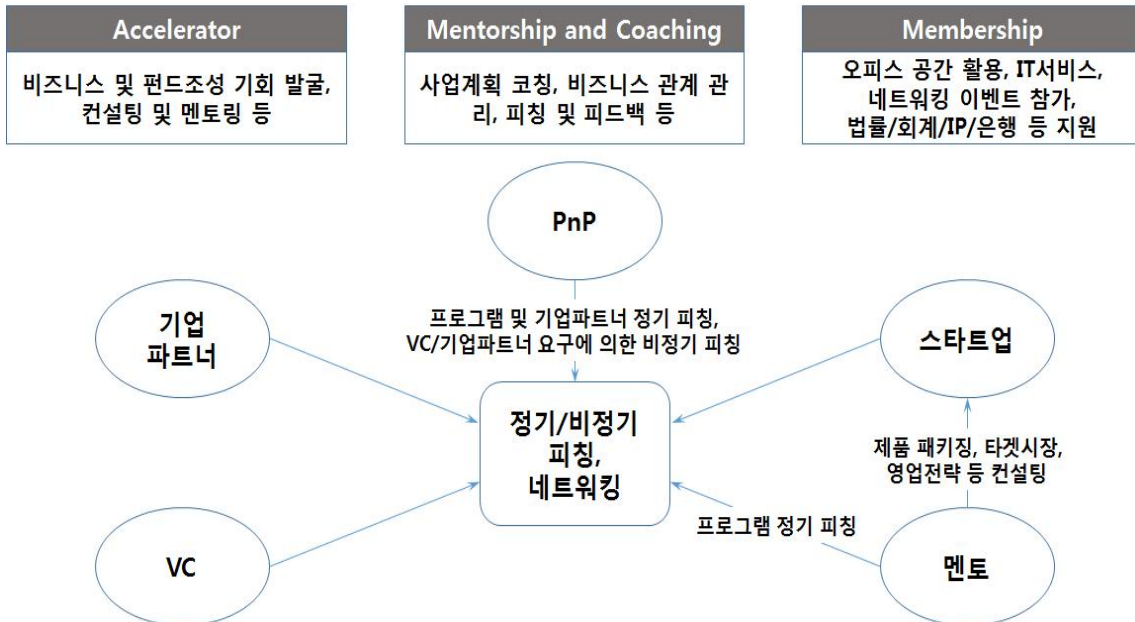 Accelerator
비즈니스 및 펀드조성 기회 발굴,
컨설팅 및 멘토링 등
Mentorship and Coaching
사업계획 코칭, 비즈니스 관계 관
리, 피칭 및 피드백 등
Membership
오피스 공간 활용, IT서비스,
네트워킹 이벤트 참가,
법률/회계/IP/은행 등 지원
PnP
프로그램 및 기업파트너 정기 피칭,
VC/기업파트너 요구에 의한 비정기 피칭
기업
파트너
스타트업
정기/비정기
피칭,
네트워킹
제품 패키징, 타겟시장,
영업전략 등 컨설팅
프로그램 정기 피칭
VC
멘토